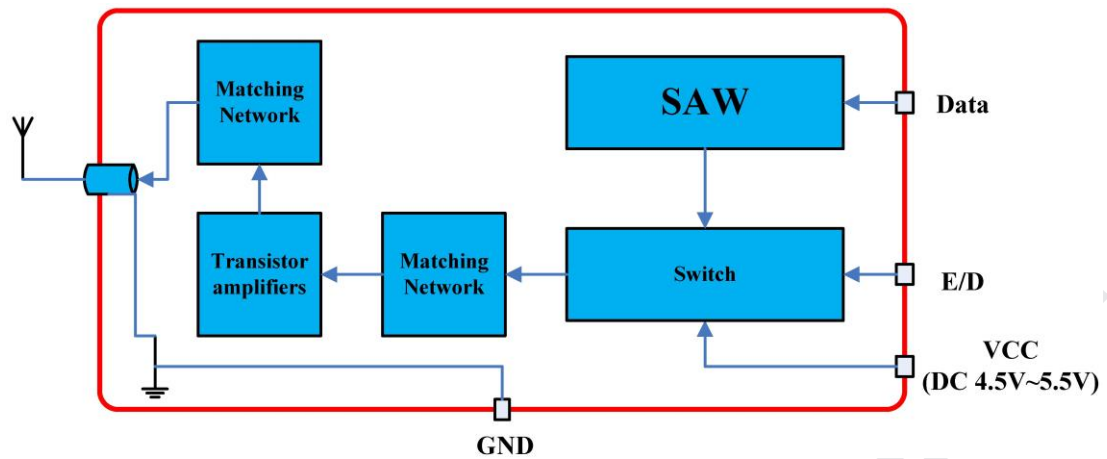 Matching
Network
SAW
Data
Transistor
amplifiers
Matching
Network
Switch
E/D
VCC
(DC 4.5V~5.5V)
GND